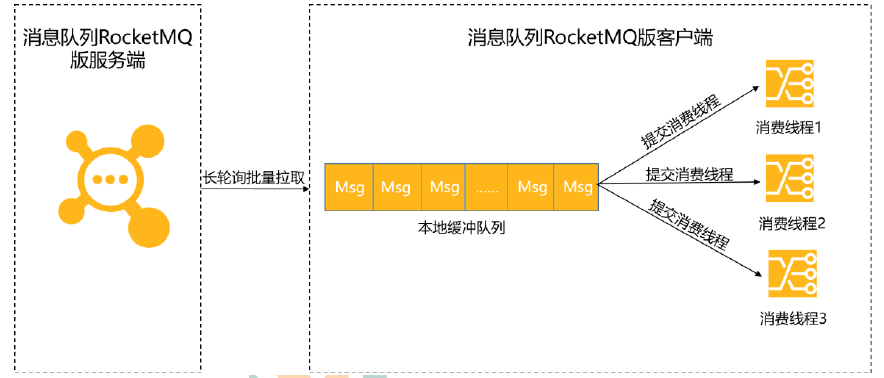 消息队列RocketMQ
版服务端
消息队列RocketMQ版客户端
长轮询批量拉取
Msg
Msg
Msg
......
Msg
Msg
本地缓冲队列
提交消费线程
提交消费线程
提交消费线程
消费线程1
消费线程2
消费线程3